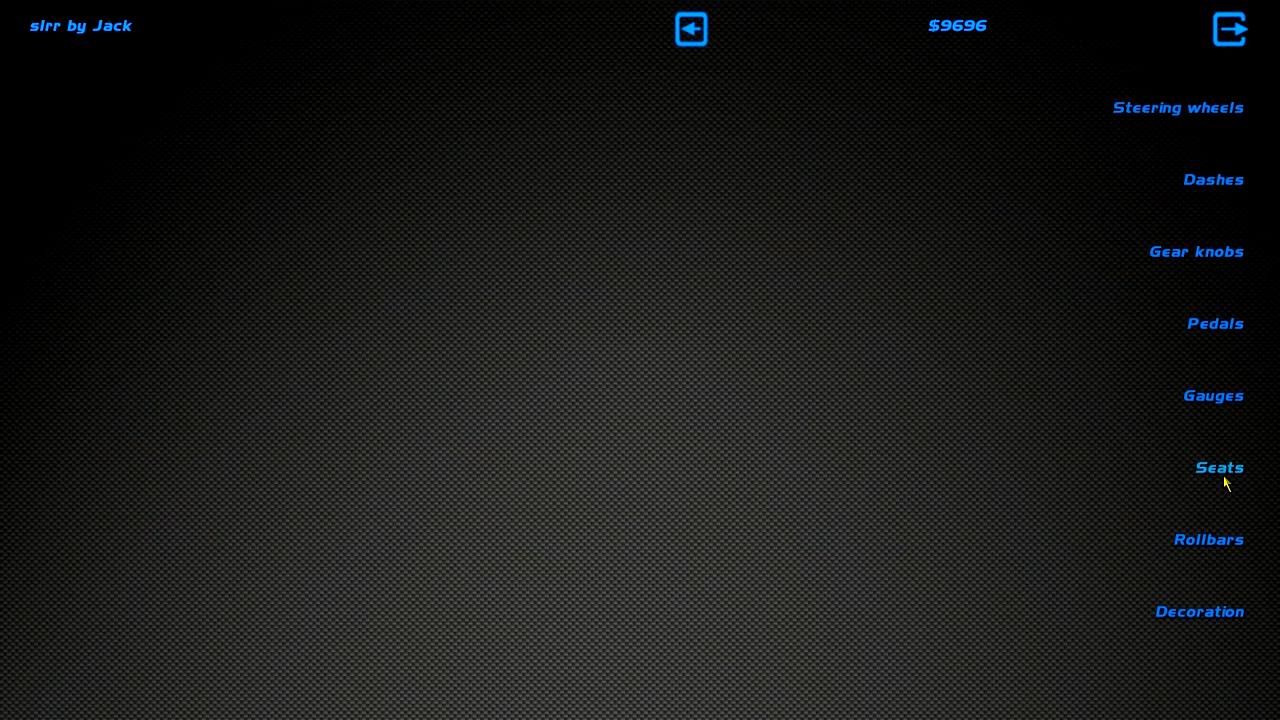 slrr by Jack
$9696
Steering wheels
Dashes
Gear knobs
Pedals
Gauges
Seats
Rollbars
Decoration